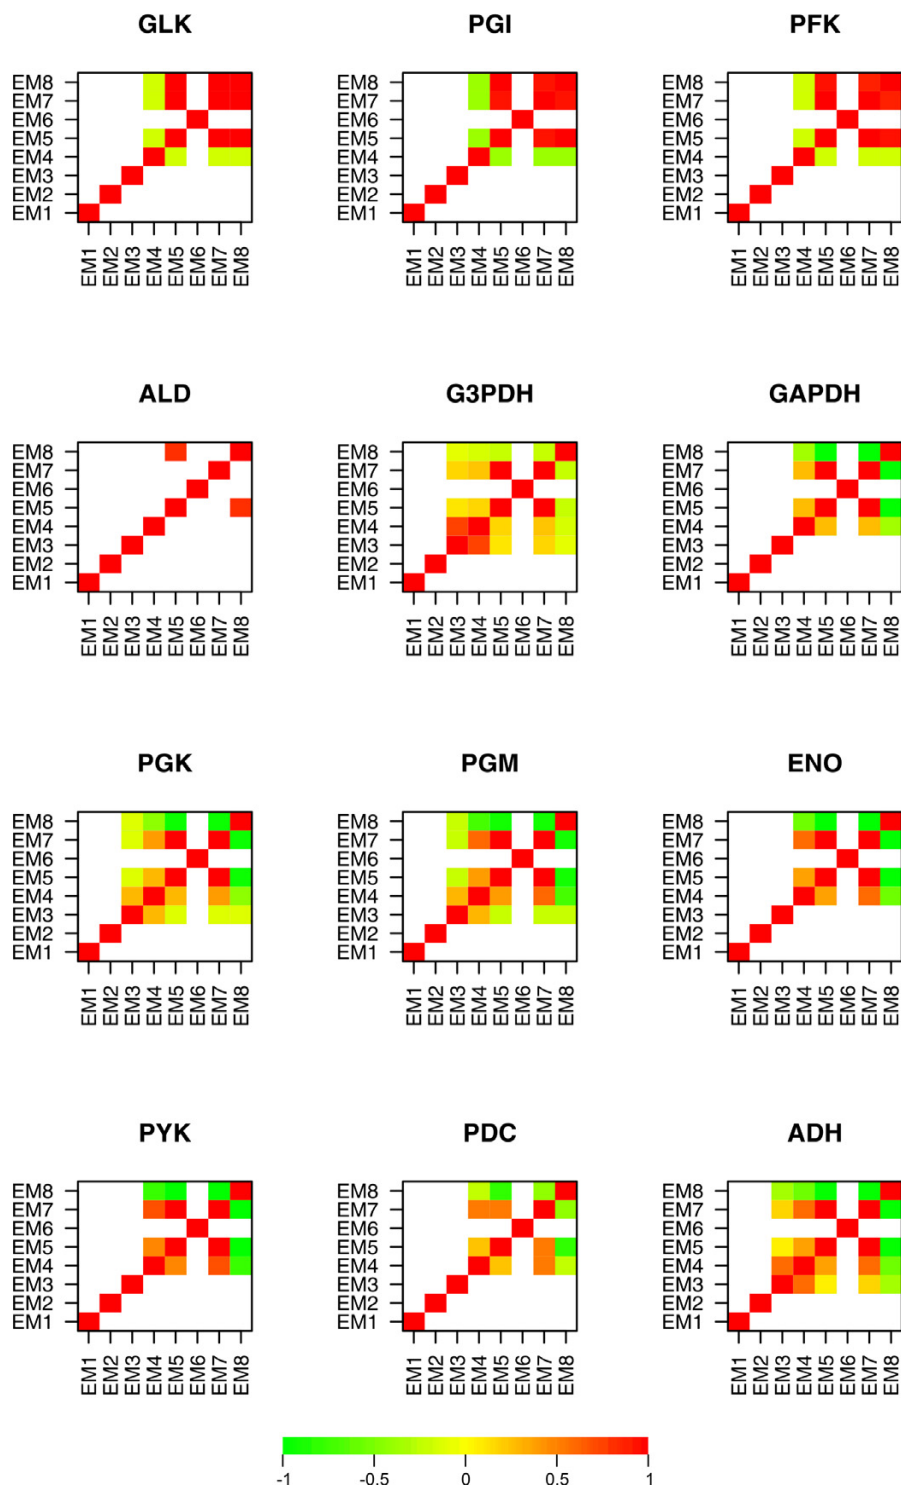 GLK PGI PFK
EM8 EM8 EM8
EM7 EM7 EM7
EM6 EM6 EM6
EM5 EM5 EM5
EM4 EM4 EM4
EM3 EM3 EM3
EM2 EM2 EM2
EM1 EM1 EM1
EM1 EM2 EM3 EM4 EM5 EM6 EM7 EM8 EM1 EM2 EM3 EM4 EM5 EM6 EM7 EM8 EM1 EM2 EM3 EM4 EM5 EM6 EM7 EM8
ALD G3PDH GAPDH
EM8 EM8 EM8
EM7 EM7 EM7
EM6 EM6 EM6
EM5 EM5 EM5
EM4 EM4 EM4
EM3 EM3 EM3
EM2 EM2 EM2
EM1 EM1 EM1
EM1 EM2 EM3 EM4 EM5 EM6 EM7 EM8 EM1 EM2 EM3 EM4 EM5 EM6 EM7 EM8 EM1 EM2 EM3 EM4 EM5 EM6 EM7 EM8
PGK PGM ENO
EM8 EM8 EM8
EM7 EM7 EM7
EM6 EM6 EM6
EM5 EM5 EM5
EM4 EM4 EM4
EM3 EM3 EM3
EM2 EM2 EM2
EM1 EM1 EM1
EM1 EM2 EM3 EM4 EM5 EM6 EM7 EM8 EM1 EM2 EM3 EM4 EM5 EM6 EM7 EM8 EM1 EM2 EM3 EM4 EM5 EM6 EM7 EM8
PYK PDC ADH
EM8 EM8 EM8
EM7 EM7 EM7
EM6 EM6 EM6
EM5 EM5 EM5
EM4 EM4 EM4
EM3 EM3 EM3
EM2 EM2 EM2
EM1 EM1 EM1
EM1 EM2 EM3 EM4 EM5 EM6 EM7 EM8 EM1 EM2 EM3 EM4 EM5 EM6 EM7 EM8 EM1 EM2 EM3 EM4 EM5 EM6 EM7 EM8
-1 -0.5 0 0.5 1